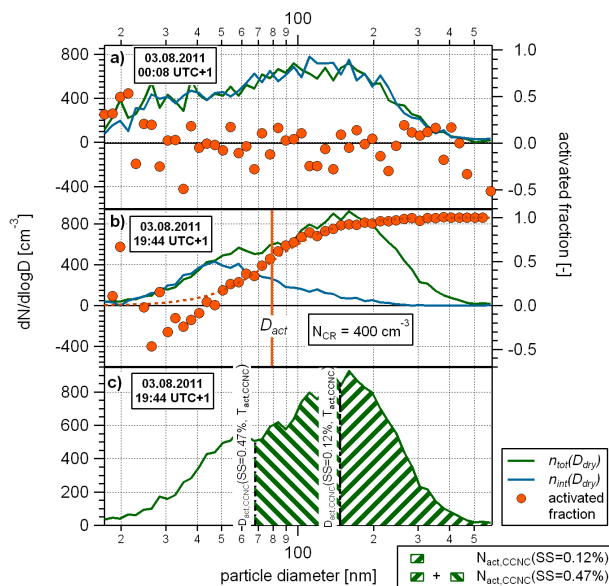 100
2 3 4 5 6 7 8 9 2 3 4 5
800
400
0
-400
a)
03.08.2011
00:08 UTC+1
1.0
0.5
0.0
-0.5
activated fraction
800
400
0
-400
b)
03.08.2011
19:44 UTC+1
D_act
N_CR = 400 cm^-3
1.0
0.5
0.0
-0.5
activated fraction [-]
dN/dlogD [cm^-3]
c)
03.08.2011
19:44 UTC+1
800
600
400
200
0
D_act,CCNC(SS=0.47%, T_act,CCNC)
D_act,CCNC(SS=0.12%, T_act,CCNC)
2 3 4 5 6 7 8 9 2 3 4 5
100
particle diameter [nm]
n_tot(D_dry)
n_int(D_dry)
activated
fraction
N_act,CCNC(SS=0.12%)
+ N_act,CCNC(SS=0.47%)